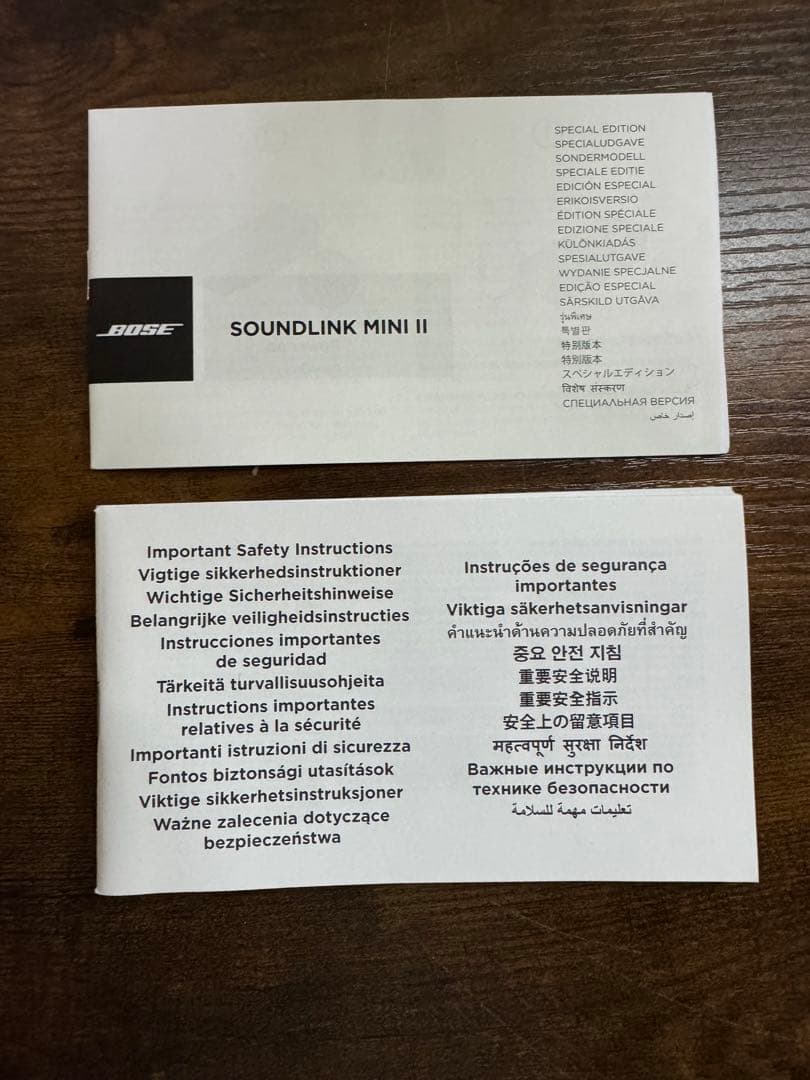 SPECIAL EDITION
SPECIALUDGAVE
SONDERMODELL
SPECIALE EDITIE
EDICIÓN ESPECIAL
ERIKOISVERSIO
ÉDITION SPÉCIALE
EDIZIONE SPECIALE
KÜLÖNKIADÁS
SPESIALUTGAVE
WYDANIE SPECJALNE
EDIÇÃO ESPECIAL
SÄRSKILD UTGÅVA
รุ่นพิเศษ
특별판
特别版本
特別版本
スペシャルエディション
विशेष संस्करण
СПЕЦИАЛЬНАЯ ВЕРСИЯ
إصدار خاص
BOSE
SOUNDLINK MINI II
Important Safety Instructions
Vigtige sikkerhedsinstruktioner
Wichtige Sicherheitshinweise
Belangrijke veiligheidsinstructies
Instrucciones importantes
de seguridad
Tärkeitä turvallisuusohjeita
Instructions importantes
relatives à la sécurité
Importanti istruzioni di sicurezza
Fontos biztonsági utasítások
Viktige sikkerhetsinstruksjoner
Ważne zalecenia dotyczące
bezpieczeństwa
Instruções de segurança
importantes
Viktiga säkerhetsanvisningar
คำแนะนำด้านความปลอดภัยที่สำคัญ
중요 안전 지침
重要安全说明
重要安全指示
安全上の留意項目
महत्वपूर्ण सुरक्षा निर्देश
Важные инструкции по
технике безопасности
تعليمات مهمة للسلامة